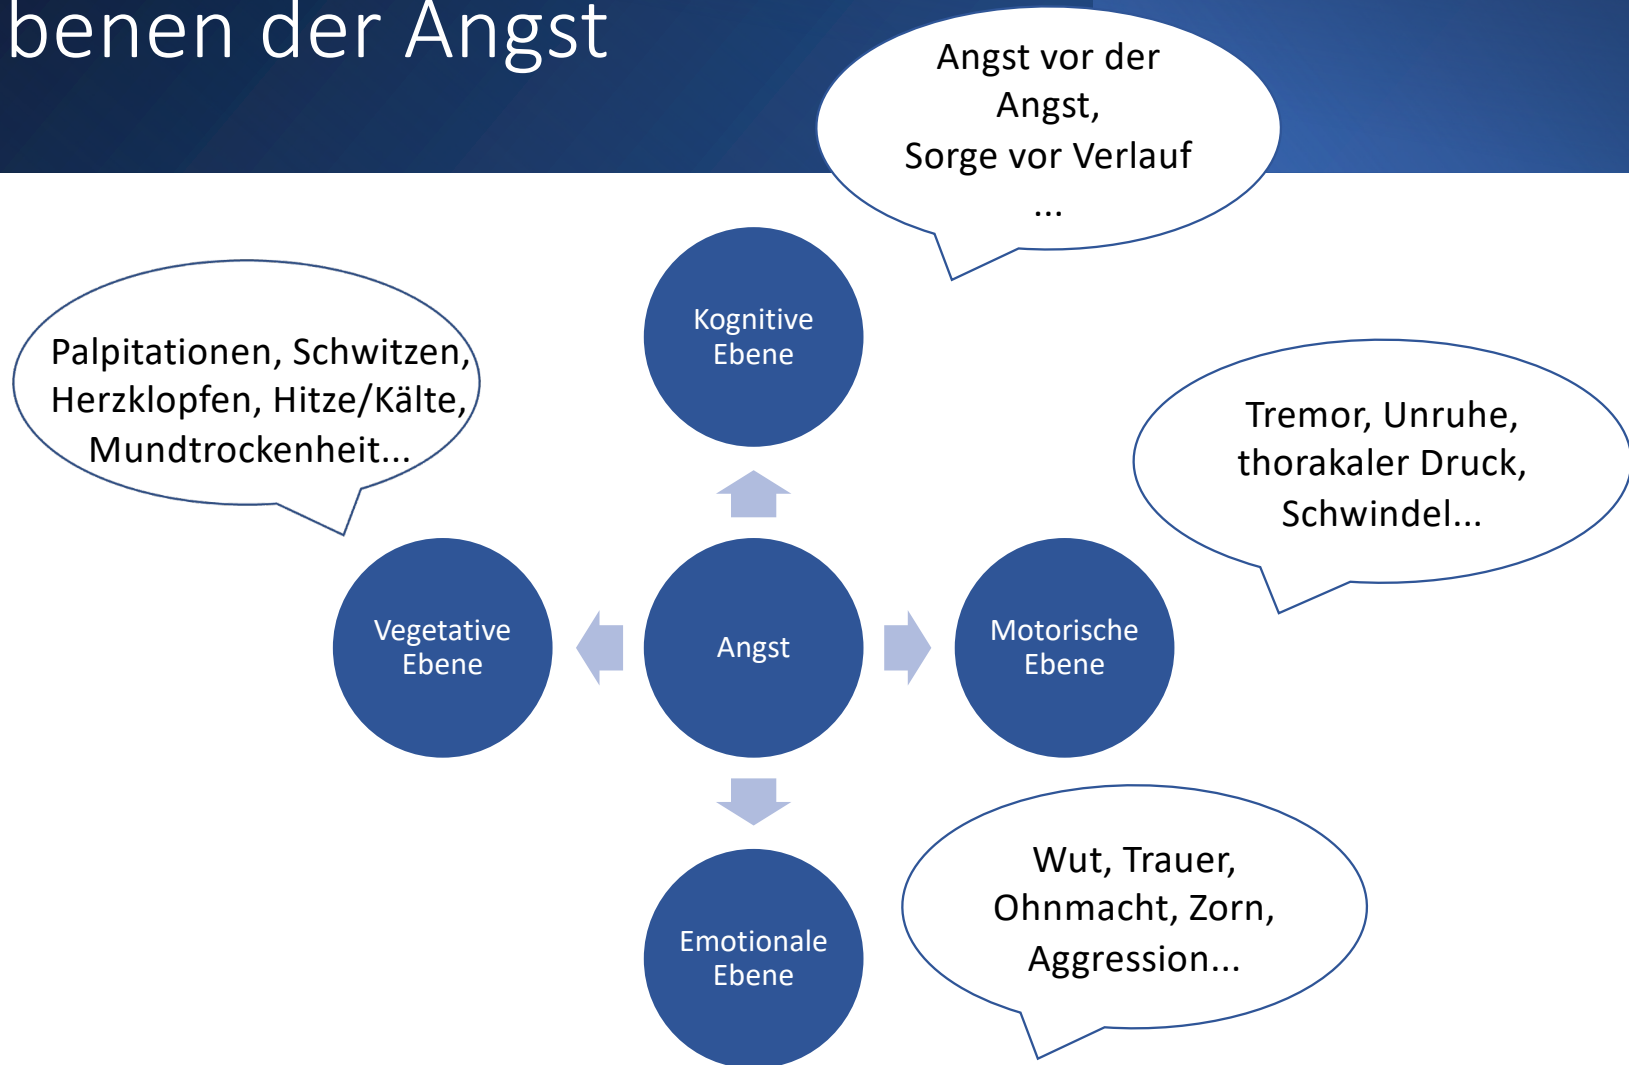 benen der Angst
Angst vor der
Angst,
Sorge vor Verlauf
...
Kognitive
Ebene
Palpitationen, Schwitzen,
Herzklopfen, Hitze/Kälte,
Mundtrockenheit...
Tremor, Unruhe,
thorakaler Druck,
Schwindel...
Vegetative
Ebene
Angst
Motorische
Ebene
Wut, Trauer,
Ohnmacht, Zorn,
Aggression...
Emotionale
Ebene